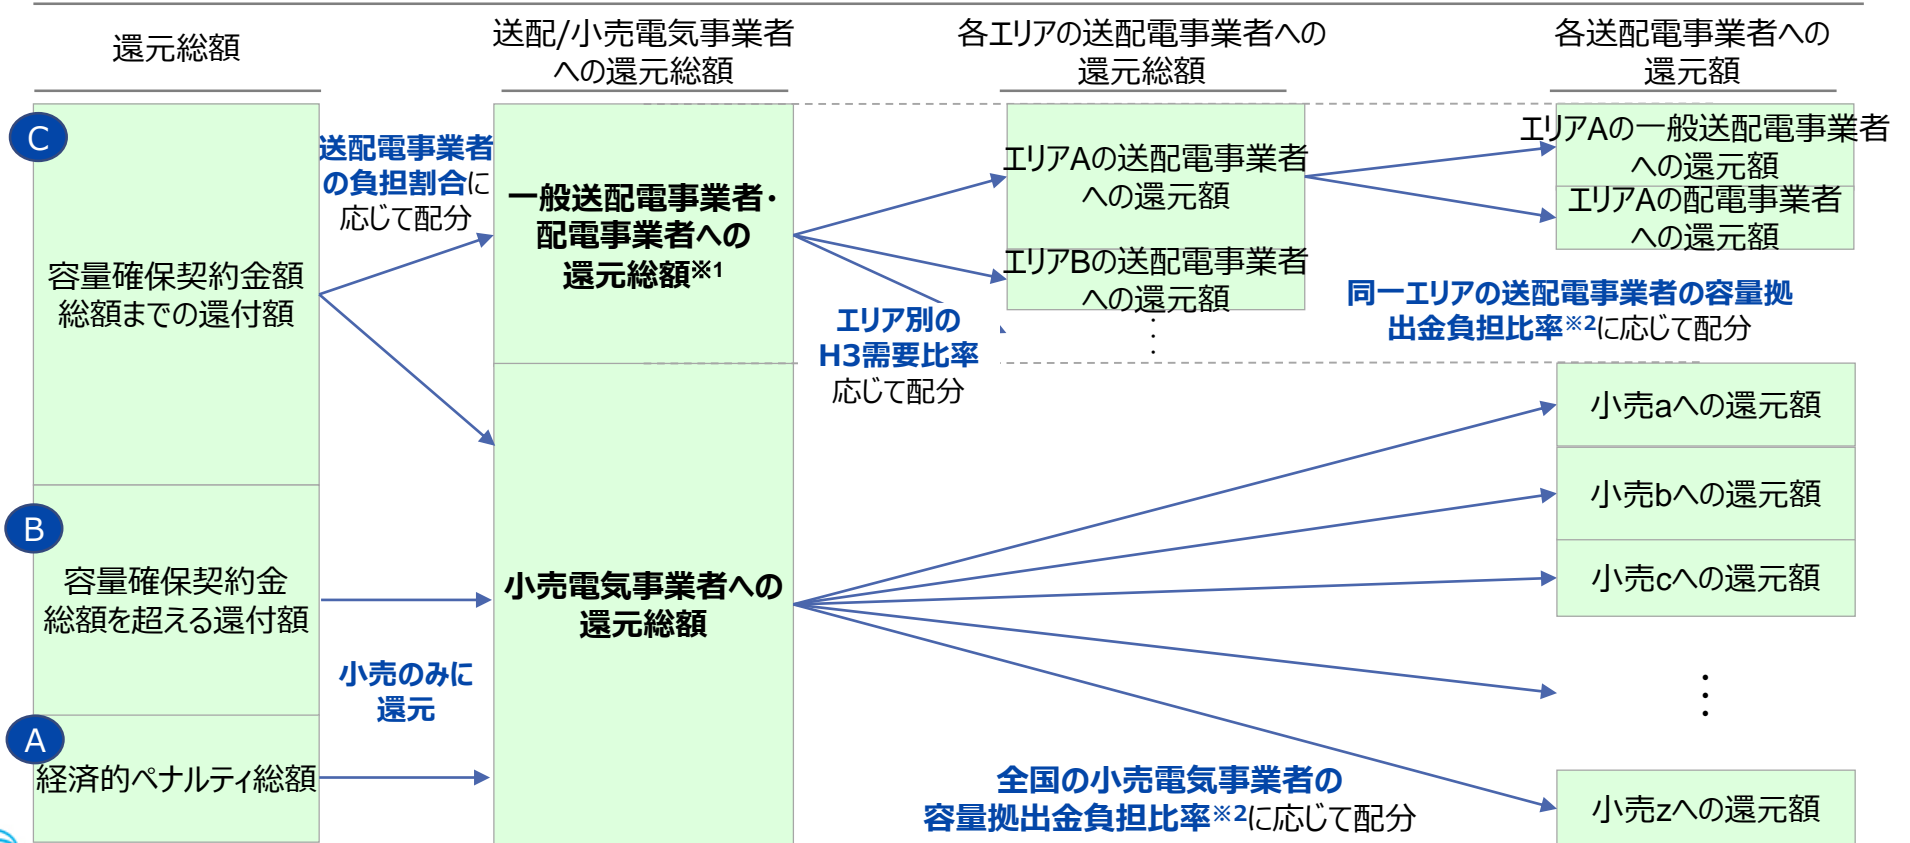 還元総額
送配/小売電気事業者
への還元総額
各エリアの送配電事業者への
還元総額
各送配電事業者への
還元額
C
容量確保契約金額
総額までの還付額
送配電事業者
の負担割合に
応じて配分
一般送配電事業者・
配電事業者への
還元総額※1
エリアAの送配電事業者
への還元額
エリアBの送配電事業者
への還元額
⋮
エリア別の
H3需要比率
応じて配分
エリアAの一般送配電事業者
への還元額
エリアAの配電事業者
への還元額
同一エリアの送配電事業者の容量拠
出金負担比率※2に応じて配分
B
容量確保契約金
総額を超える還付額
小売のみに
還元
A
経済的ペナルティ総額
小売電気事業者への
還元総額
小売aへの還元額
小売bへの還元額
小売cへの還元額
⋮
小売zへの還元額
全国の小売電気事業者の
容量拠出金負担比率※2に応じて配分